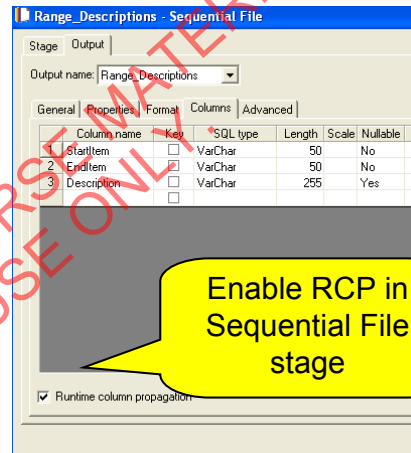 Range_Descriptions - Sequential File
Stage Output
Output name: Range_Descriptions
General Properties Format Columns Advanced
Column name Key SQL type Length Scale Nullable
1 StartItem VarChar 50 No
2 EndItem VarChar 50 No
3 Description VarChar 255 Yes
Enable RCP in
Sequential File
stage
Runtime column propagation